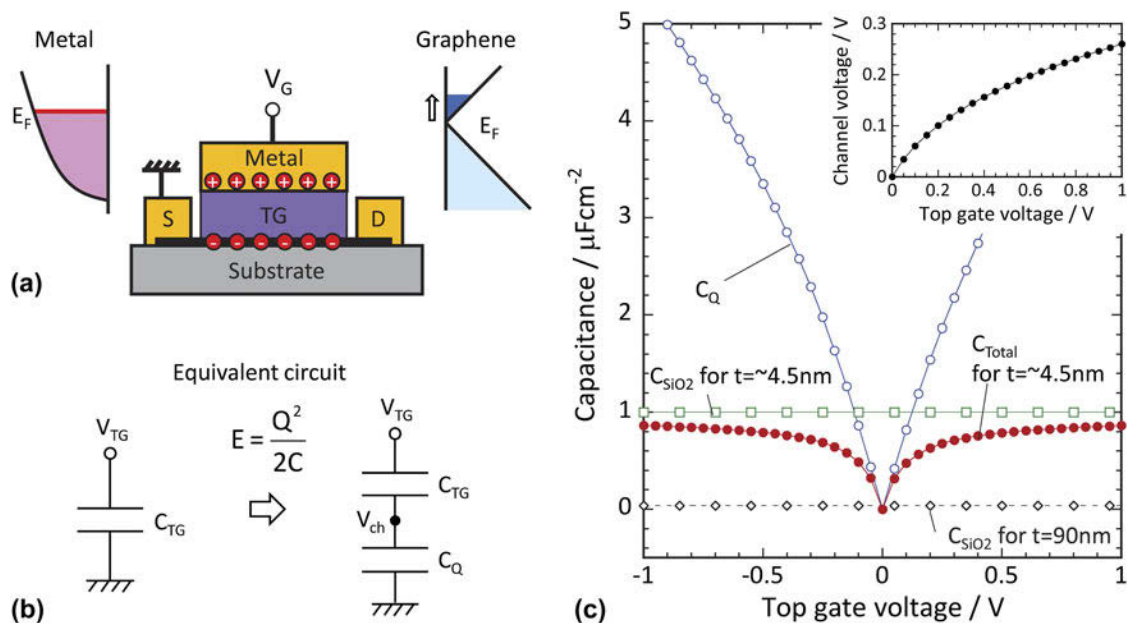 Metal
Graphene
V_G
E_F
E_F
Metal
+ + + + + +
S
TG
D
- - - - - -
Substrate
(a)
Equivalent circuit
V_TG
E = Q²/2C
V_TG
C_TG
C_TG
V_ch
C_Q
(b)
5
4
3
2
1
0
Capacitance / μFcm⁻²
C_Q
C_SiO2 for t=~4.5nm
C_Total
for t=~4.5nm
C_SiO2 for t=90nm
-1
-0.5
0
0.5
1
Top gate voltage / V
0.3
0.2
0.1
0
Channel voltage / V
0
0.2
0.4
0.6
0.8
1
Top gate voltage / V
(c)